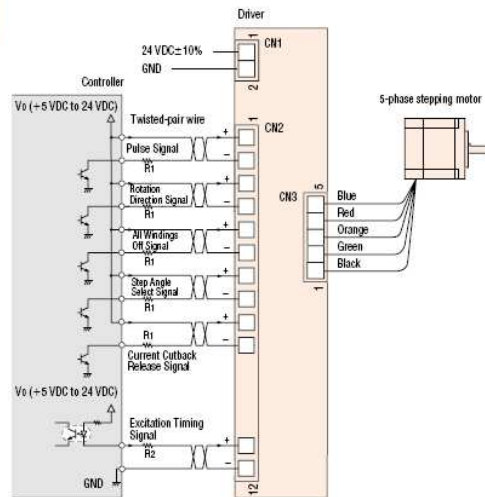 Driver
24 VDC±10%
GND
CN1
1
2
Controller
Vo (+5 VDC to 24 VDC)
Twisted-pair wire
CN2
1
5-phase stepping motor
+
Pulse Signal
R1
−
+
Rotation
Direction Signal
R1
−
CN3
5
Blue
Red
Orange
Green
Black
1
+
All Windings
Off Signal
R1
−
+
Step Angle
Select Signal
R1
−
+
R1
−
Current Cutback
Release Signal
Vo (+5 VDC to 24 VDC)
Excitation Timing
Signal
+
R2
−
GND
12